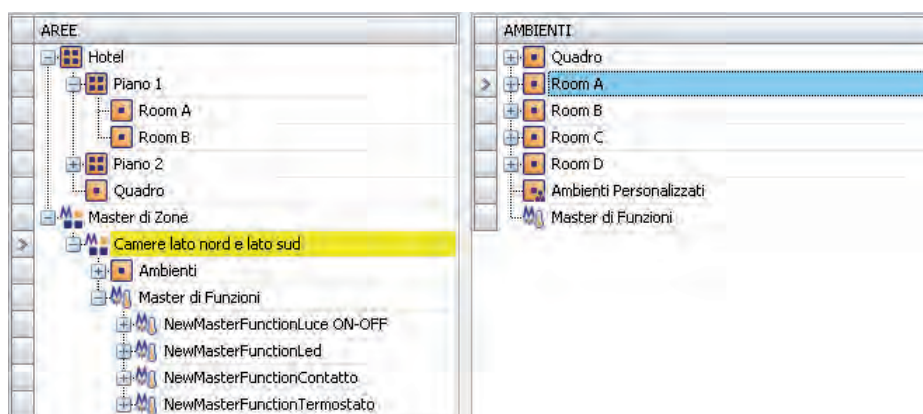 AREE
Hotel
Piano 1
Room A
Room B
Piano 2
Quadro
Master di Zone
Camere lato nord e lato sud
Ambienti
Master di Funzioni
NewMasterFunctionLuce ON-OFF
NewMasterFunctionLed
NewMasterFunctionContatto
NewMasterFunctionTermostato
AMBIENTI
Quadro
Room A
Room B
Room C
Room D
Ambienti Personalizzati
Master di Funzioni